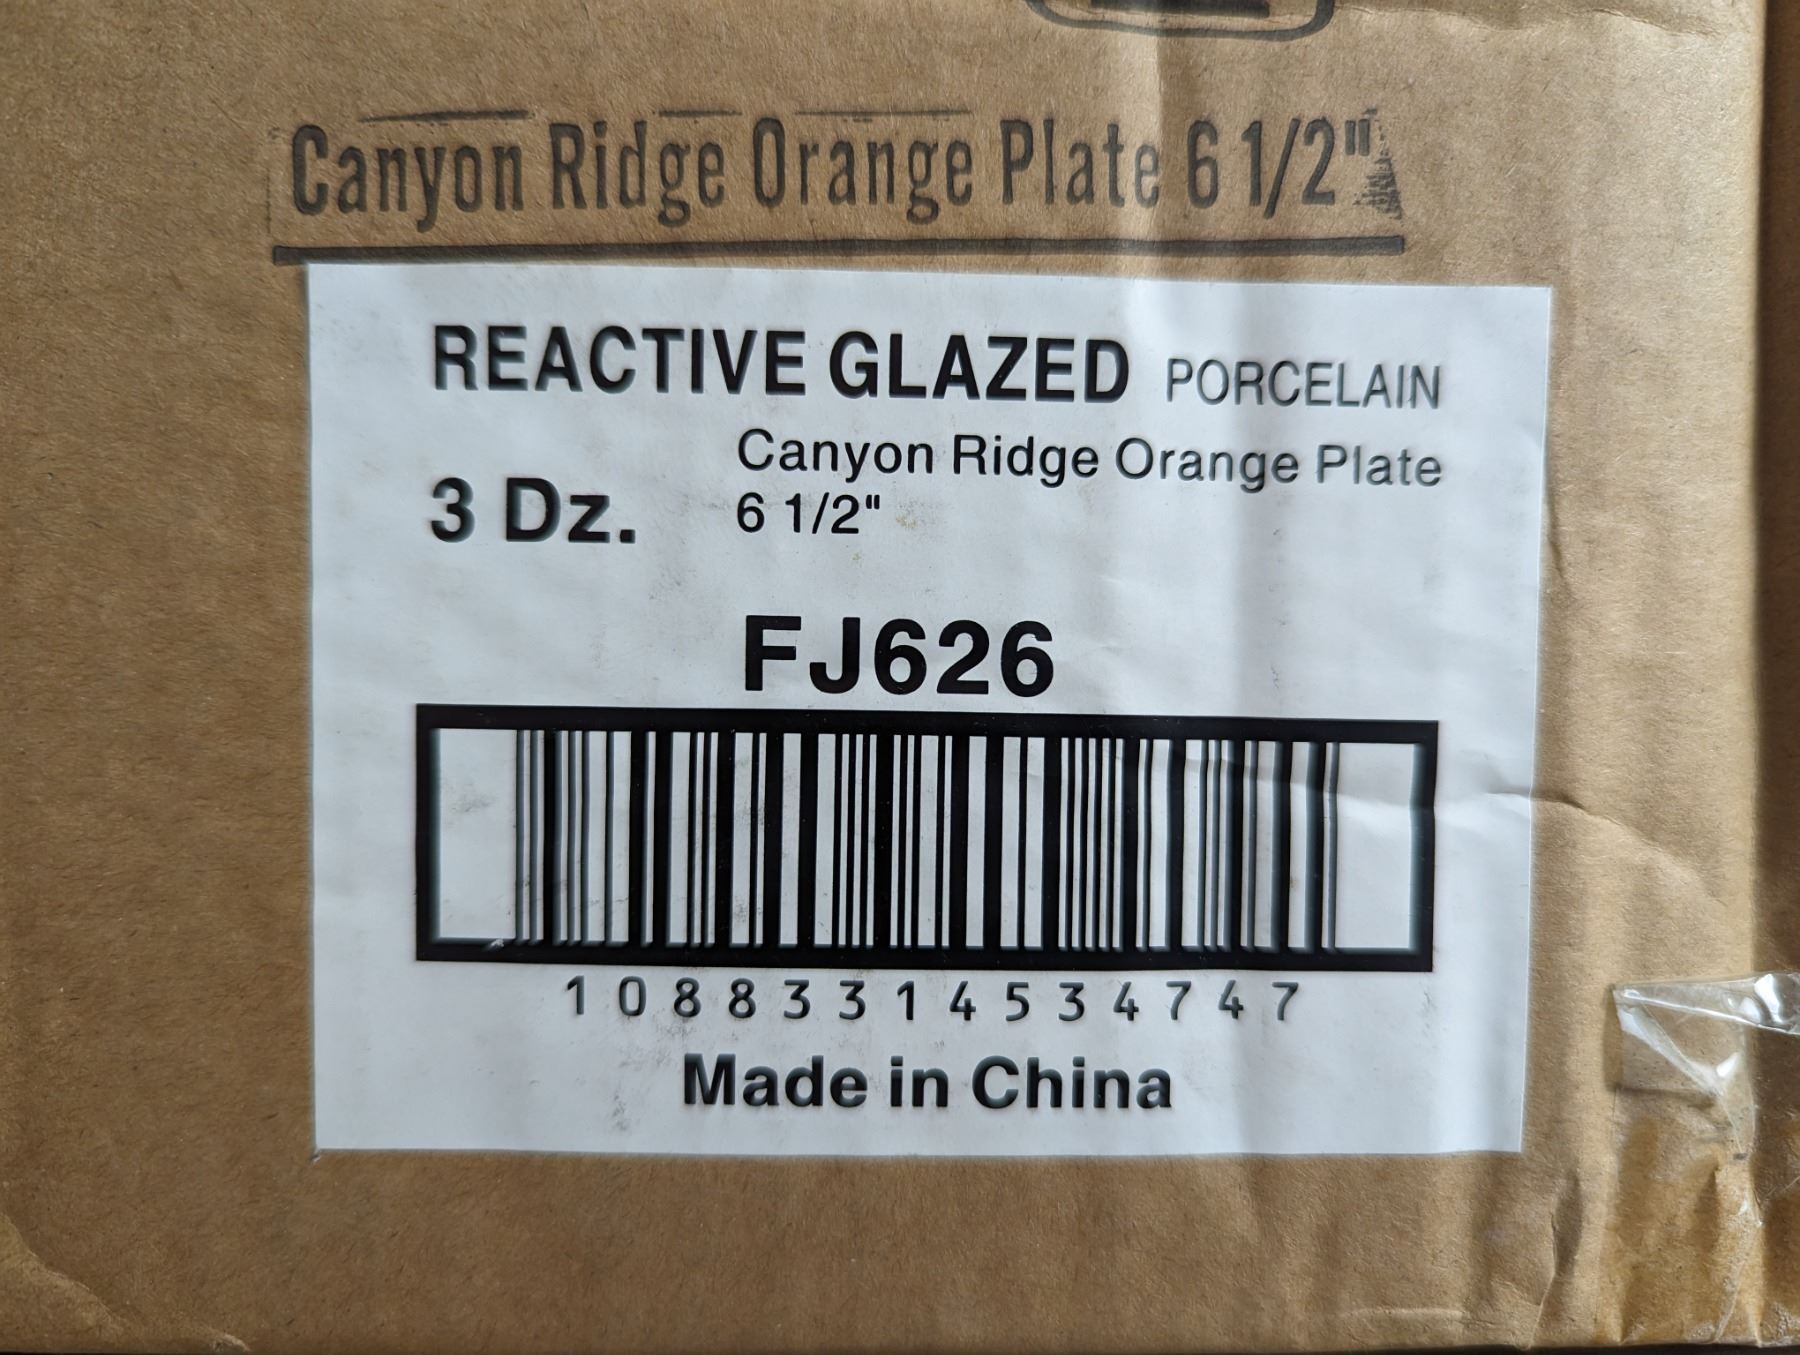 Canyon Ridge Orange Plate 6 1/2"
REACTIVE GLAZED PORCELAIN
Canyon Ridge Orange Plate
3 Dz.
6 1/2"
FJ626
10883314534747
Made in China